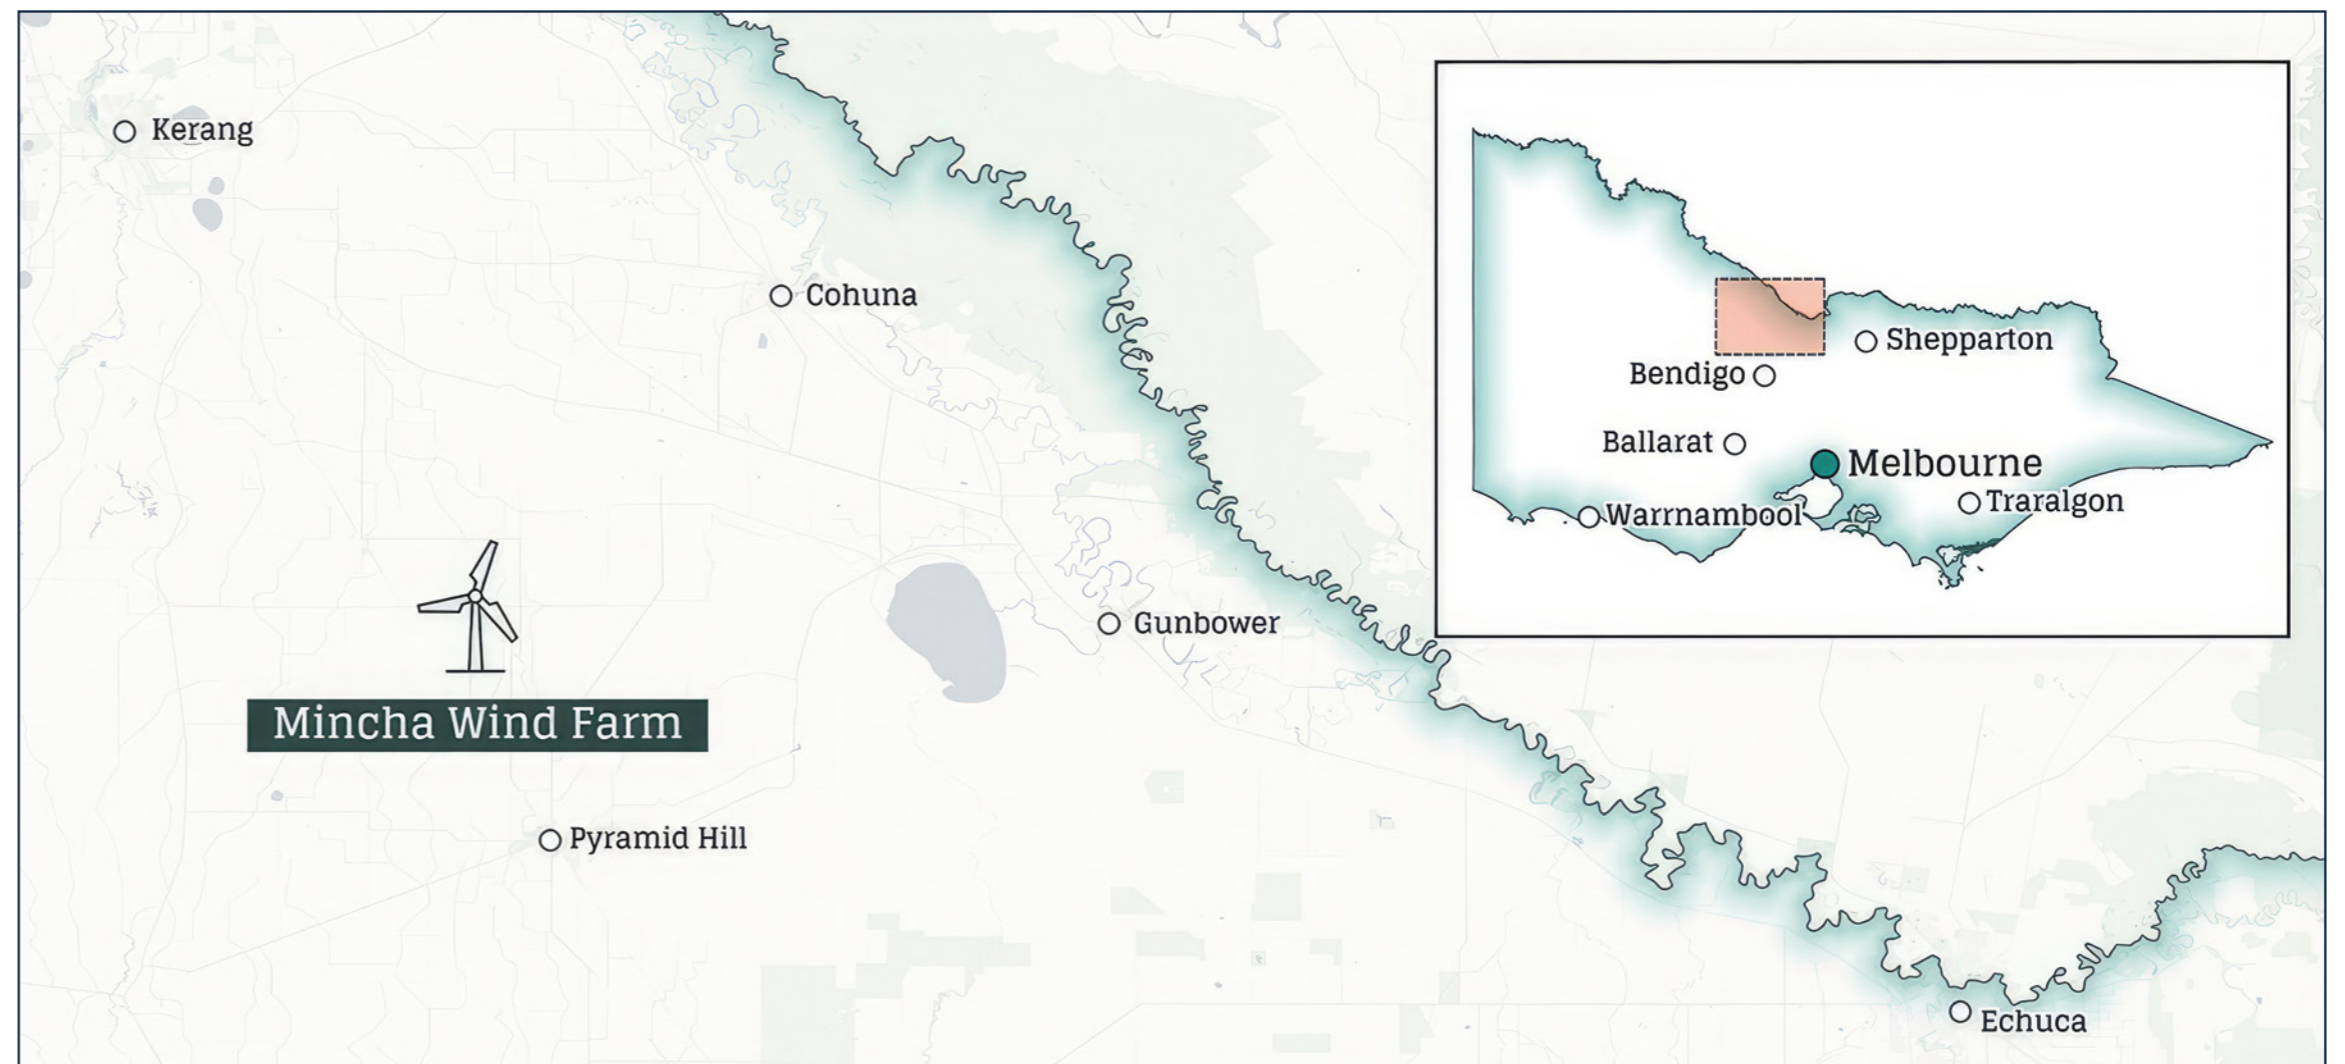 Kerang
Cohuna
Gunbower
Mincha Wind Farm
Pyramid Hill
Echuca
Shepparton
Bendigo
Ballarat
Melbourne
Traralgon
Warrnambool